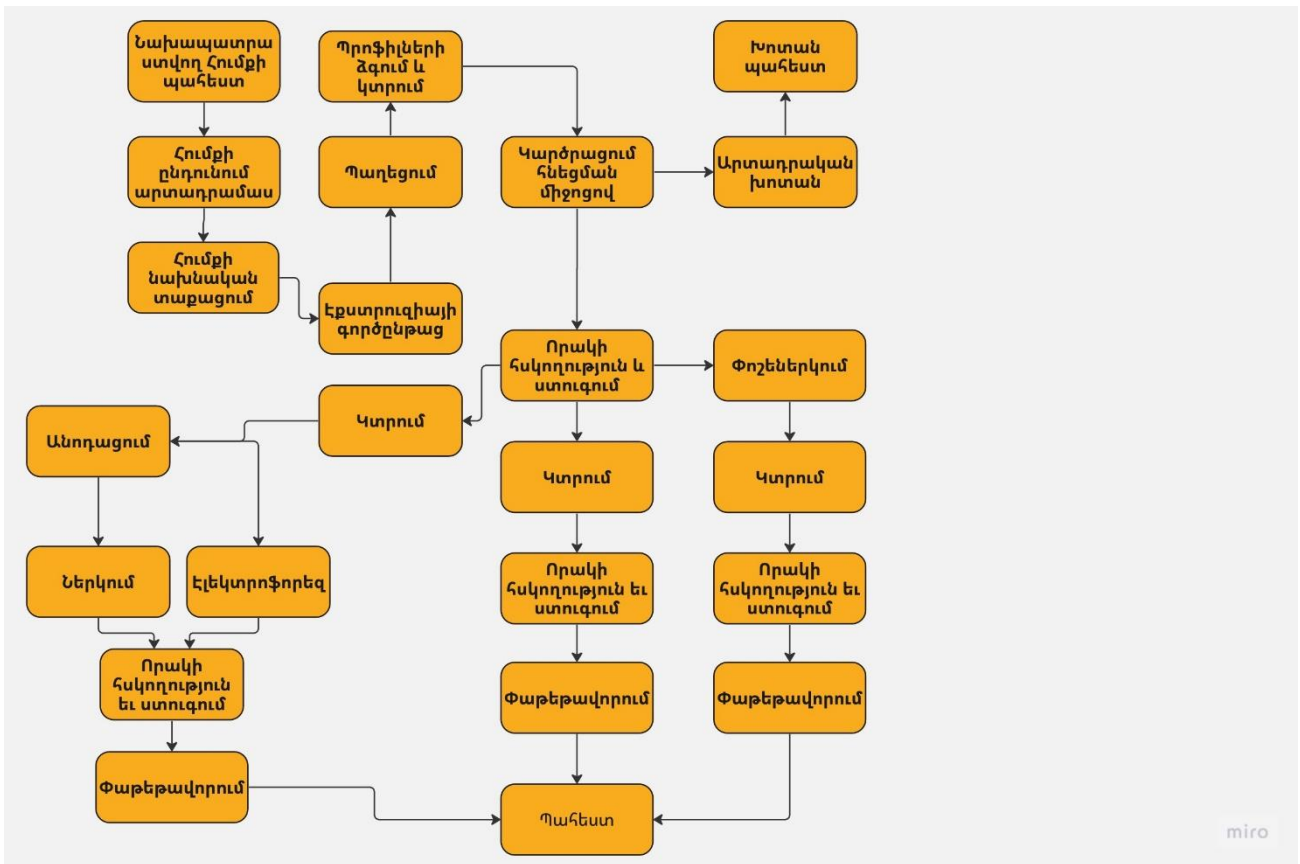 Նախապատրա
ստվող Հումքի
պահեստ
Պրոֆիլների
ձգում և
կտրում
Խոտան
պահեստ
Հումքի
ընդունում
արտադրամաս
Պաղեցում
Կարծրացում
հնեցման
միջոցով
Արտադրական
խոտան
Հումքի
նախնական
տաքացում
Էքստրուզիայի
գործընթաց
Որակի
հսկողություն և
ստուգում
Փոշեներկում
Կտրում
Անոդացում
Կտրում
Կտրում
Ներկում
Էլեկտրոֆորեզ
Որակի
հսկողություն եւ
ստուգում
Որակի
հսկողություն եւ
ստուգում
Որակի
հսկողություն
եւ ստուգում
Փաթեթավորում
Փաթեթավորում
Փաթեթավորում
Պահեստ
miro